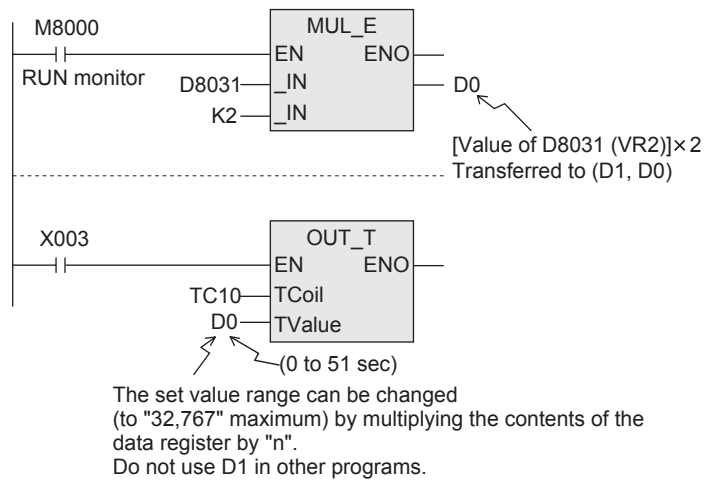 M8000
MUL_E
EN ENO
RUN monitor
D8031 _IN D0
K2 _IN
[Value of D8031 (VR2)]×2
Transferred to (D1, D0)
X003
OUT_T
EN ENO
TC10 TCoil
D0 TValue
(0 to 51 sec)
The set value range can be changed
(to "32,767" maximum) by multiplying the contents of the
data register by "n".
Do not use D1 in other programs.